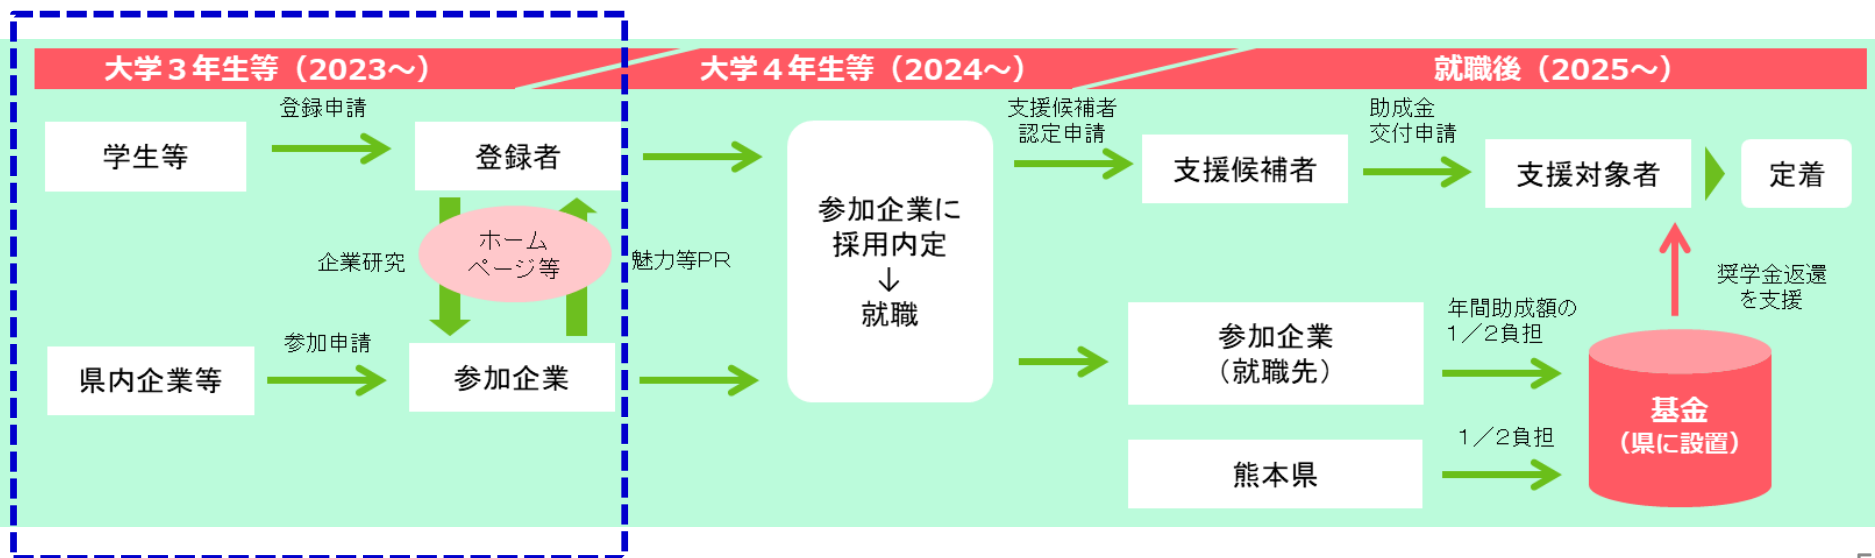 大学３年生等（2023～）
大学４年生等（2024～）
就職後（2025～）
学生等
登録申請
登録者
企業研究
ホーム
ページ等
魅力等PR
県内企業等
参加申請
参加企業
参加企業に
採用内定
↓
就職
支援候補者
認定申請
支援候補者
助成金
交付申請
支援対象者
定着
参加企業
（就職先）
年間助成額の
１／２負担
熊本県
１／２負担
奨学金返還
を支援
基金
（県に設置）